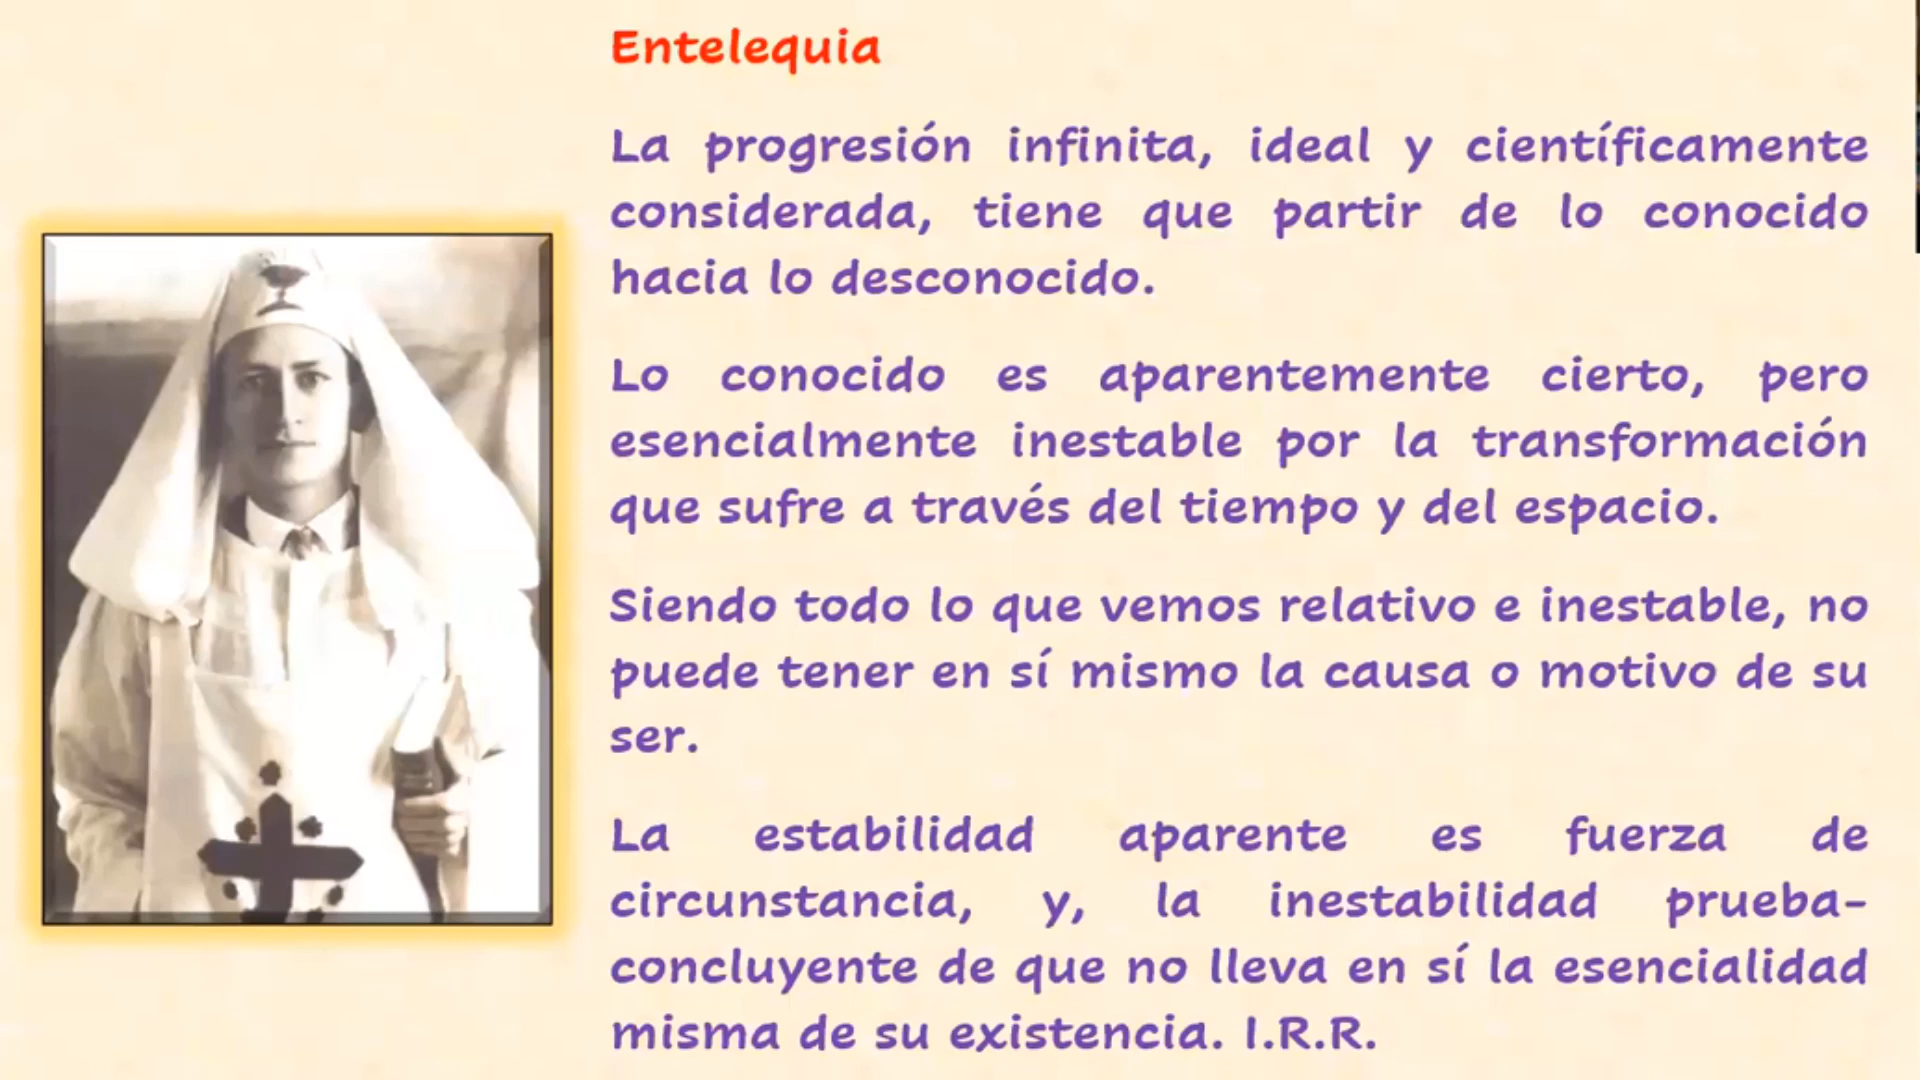 Entelequia
La progresión infinita, ideal y científicamente
considerada, tiene que partir de lo conocido
hacia lo desconocido.
Lo conocido es aparentemente cierto, pero
esencialmente inestable por la transformación
que sufre a través del tiempo y del espacio.
Siendo todo lo que vemos relativo e inestable, no
puede tener en sí mismo la causa o motivo de su
ser.
La estabilidad aparente es fuerza de
circunstancia, y, la inestabilidad prueba-
concluyente de que no lleva en sí la esencialidad
misma de su existencia. I.R.R.